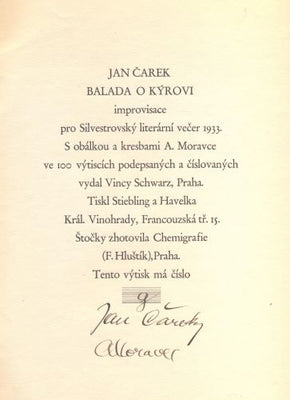 JAN ČAREK
BALADA O KÝROVI
improvisace
pro Silvestrovský literární večer 1933.
S obálkou a kresbami A. Moravce
ve 100 výtiscích podepsaných a číslovaných
vydal Vincy Schwarz, Praha.
Tiskl Stiebling a Havelka
Král. Vinohrady, Francouzská tř. 15.
Štočky zhotovila Chemigrafie
(F. Hluštík), Praha.
Tento výtisk má číslo
9
Jan Čarek
AMoravec